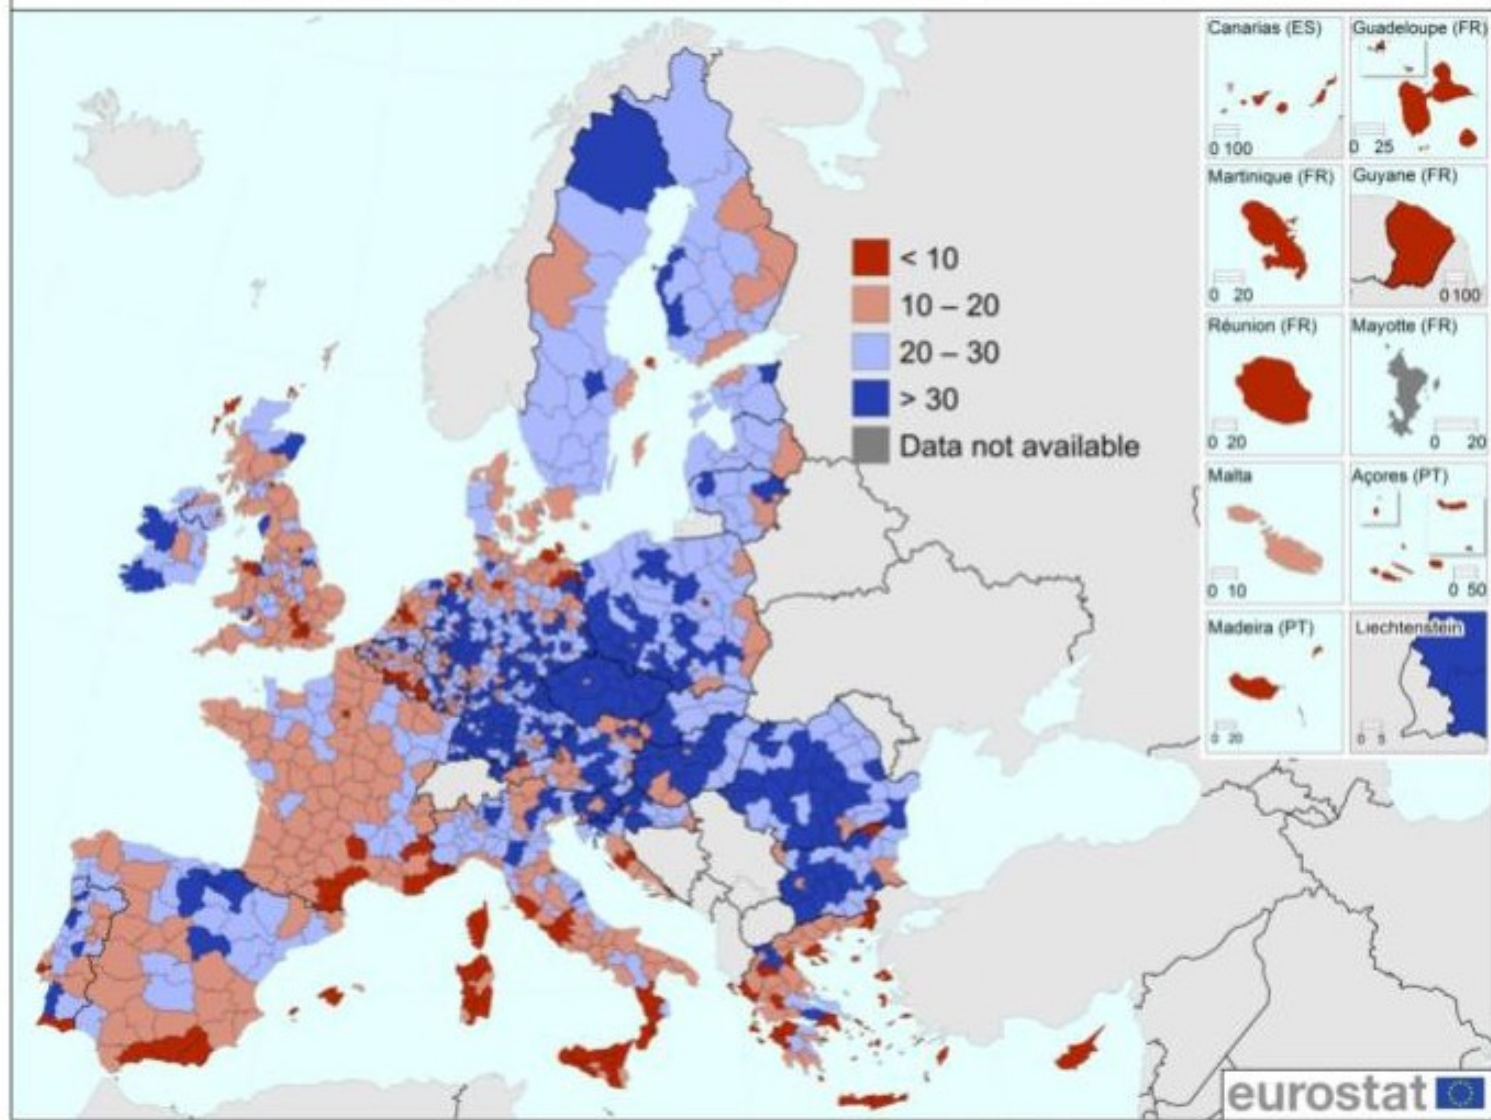 Canarias (ES)
0 100
Guadeloupe (FR)
0 25
Martinique (FR)
0 20
Guyane (FR)
0 100
Réunion (FR)
0 20
Mayotte (FR)
0 20
Malta
0 10
Açores (PT)
0 50
Madeira (PT)
0 20
Liechtenstein
0 5
< 10
10 – 20
20 – 30
> 30
Data not available
eurostat